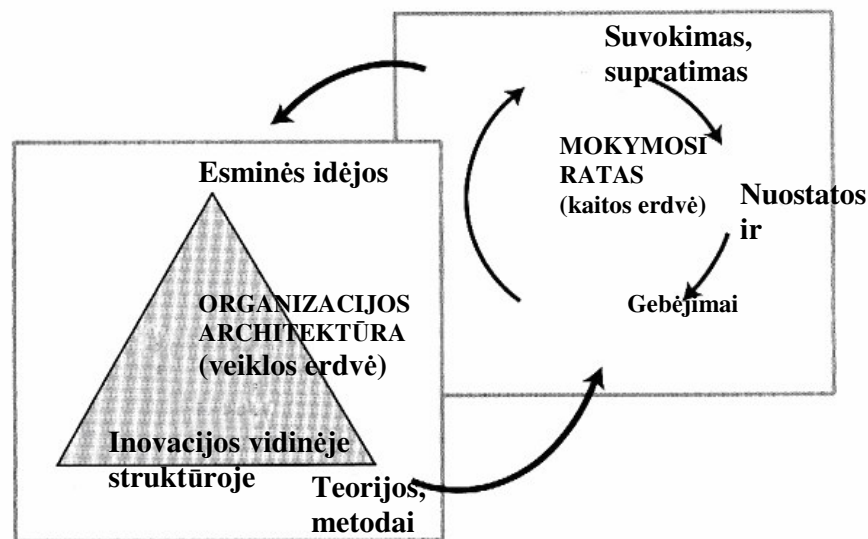 Suvokimas,
supratimas
MOKYMOSI
RATAS
(kaitos erdvė)
Nuostatos
ir
Gebėjimai
Esminės idėjos
ORGANIZACIJOS
ARCHITEKTŪRA
(veiklos erdvė)
Inovacijos vidinėje
struktūroje
Teorijos,
metodai